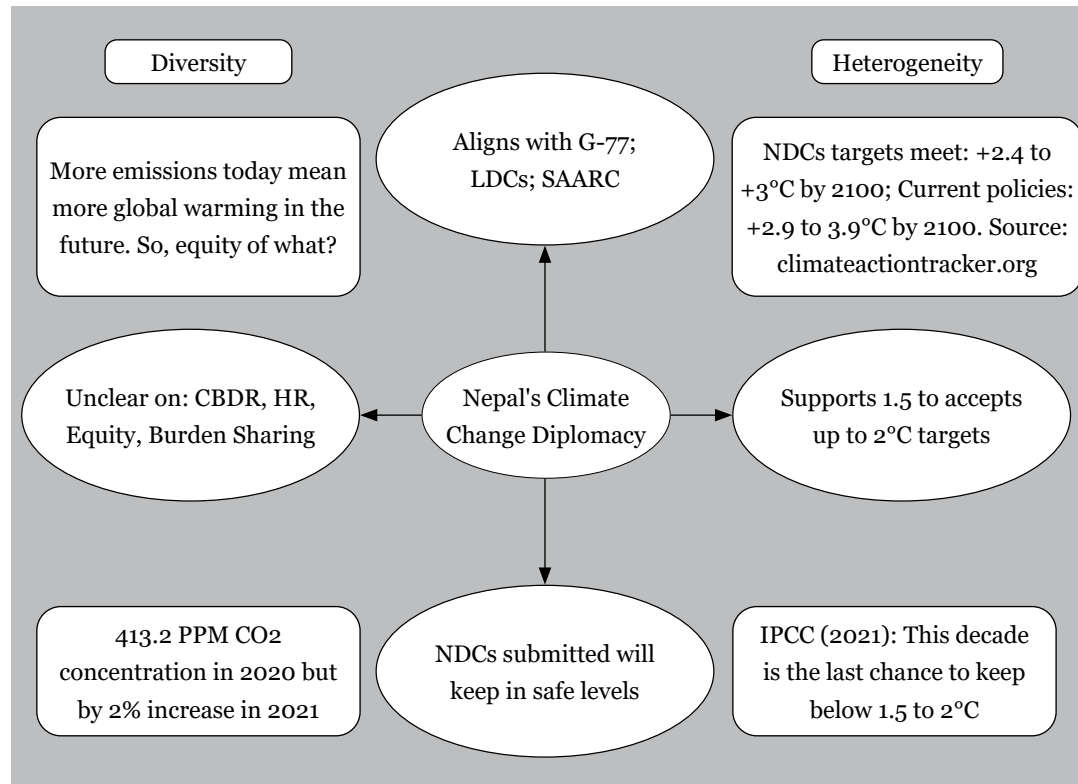 Diversity
Heterogeneity
Aligns with G-77;
LDCs; SAARC
More emissions today mean
more global warming in the
future. So, equity of what?
NDCs targets meet: +2.4 to
+3°C by 2100; Current policies:
+2.9 to 3.9°C by 2100. Source:
climateactiontracker.org
Unclear on: CBDR, HR,
Equity, Burden Sharing
Nepal's Climate
Change Diplomacy
Supports 1.5 to accepts
up to 2°C targets
413.2 PPM CO2
concentration in 2020 but
by 2% increase in 2021
NDCs submitted will
keep in safe levels
IPCC (2021): This decade
is the last chance to keep
below 1.5 to 2°C